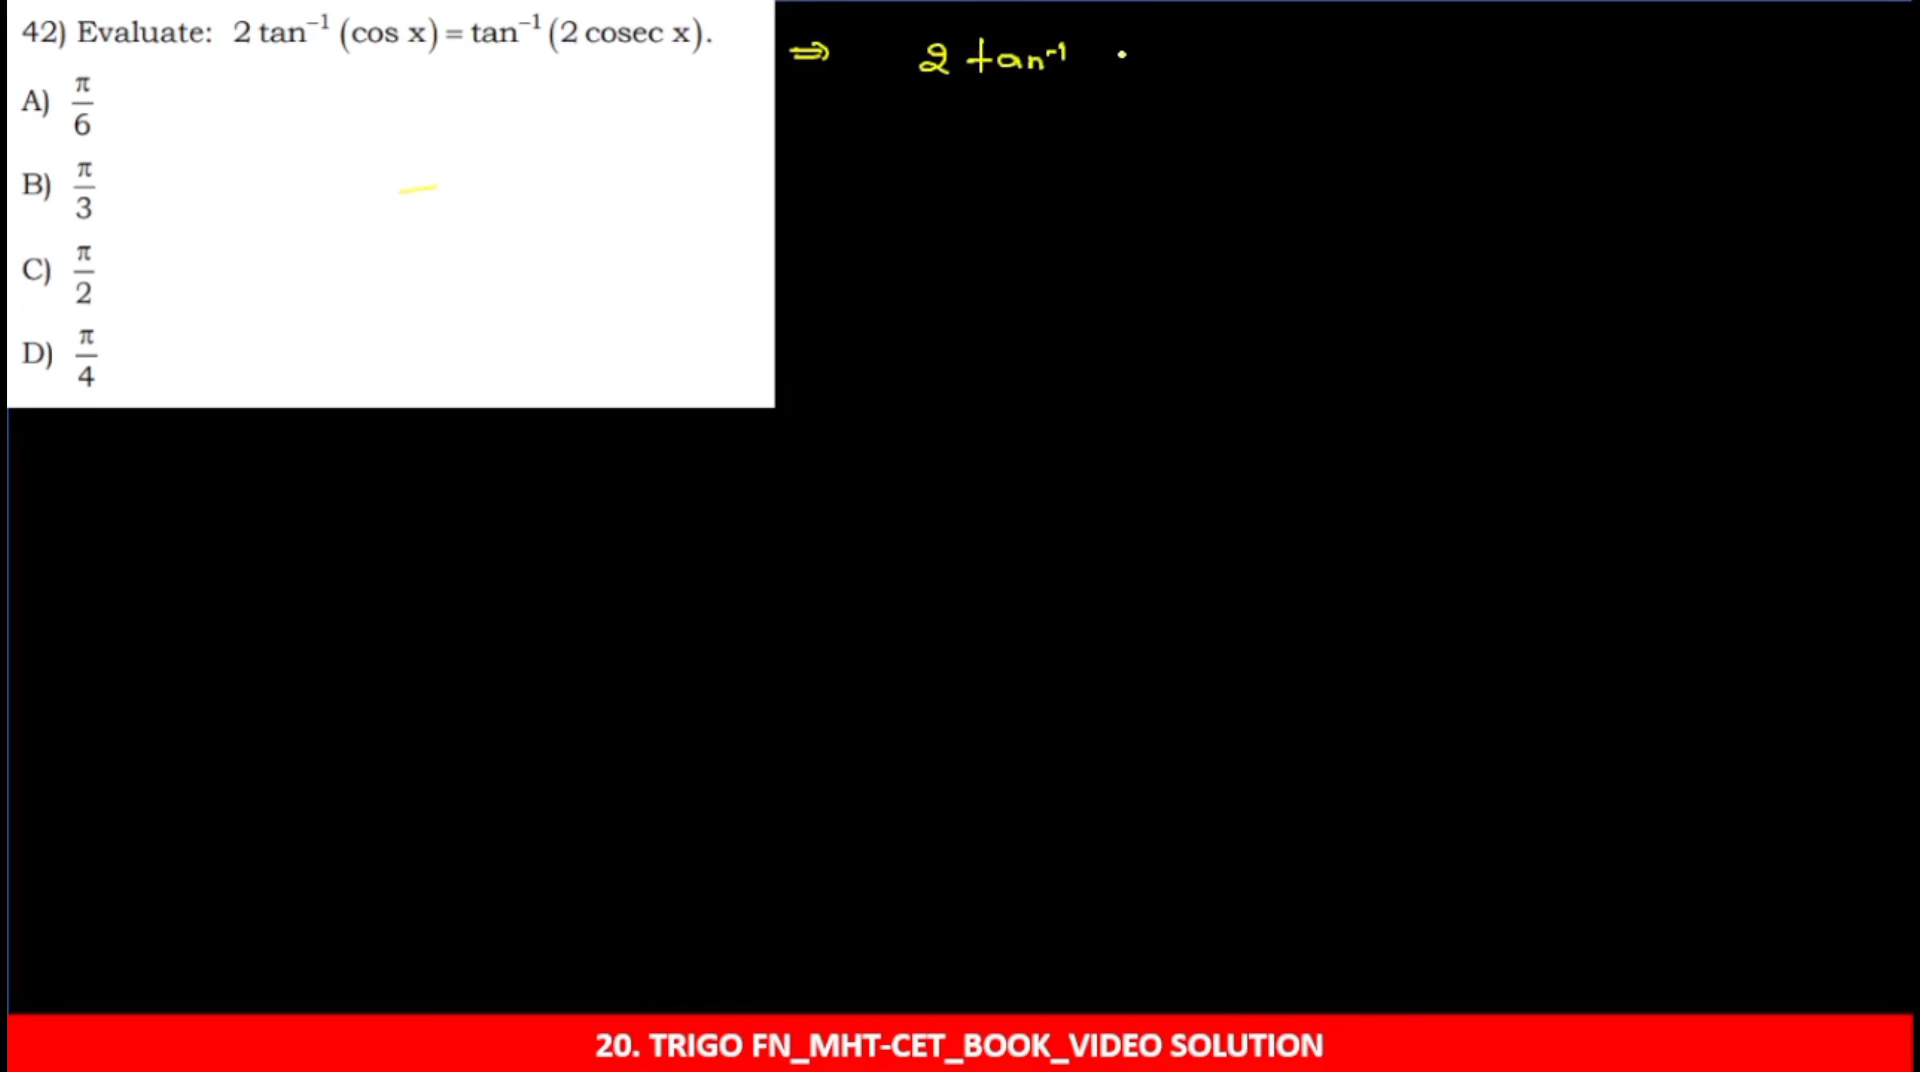 42) Evaluate: 2 tan⁻¹ (cos x) = tan⁻¹ (2 cosec x).
⇒ 2 tan⁻¹
A) π/6
B) π/3
C) π/2
D) π/4
20. TRIGO FN_MHT-CET_BOOK_VIDEO SOLUTION